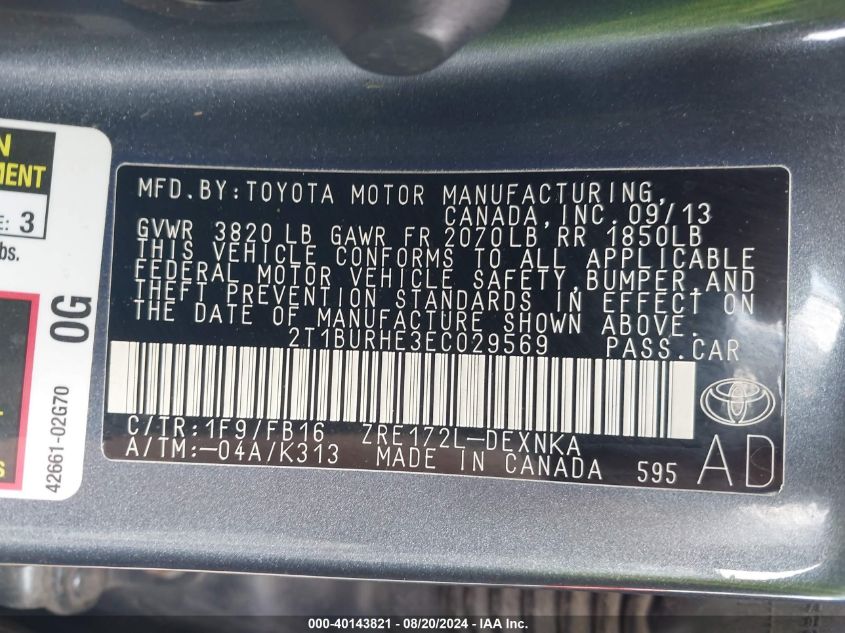 N
MENT
E: 3
bs.
0G
42661-02G70
MFD.BY:TOYOTA MOTOR MANUFACTURING,
CANADA,INC. 09/13
GVWR 3820 LB GAWR FR 2070LB RR 1850LB
THIS VEHICLE CONFORMS TO ALL APPLICABLE
FEDERAL MOTOR VEHICLE SAFETY,BUMPER,AND
THEFT PREVENTION STANDARDS IN EFFECT ON
THE DATE OF MANUFACTURE SHOWN ABOVE.
2T1BURHE3EC029569 PASS.CAR
C/TR:1F9/FB16 ZRE172L-DEXNKA
A/TM:-04A/K313 MADE IN CANADA 595
AD
000-40143821 - 08/20/2024 - IAA Inc.